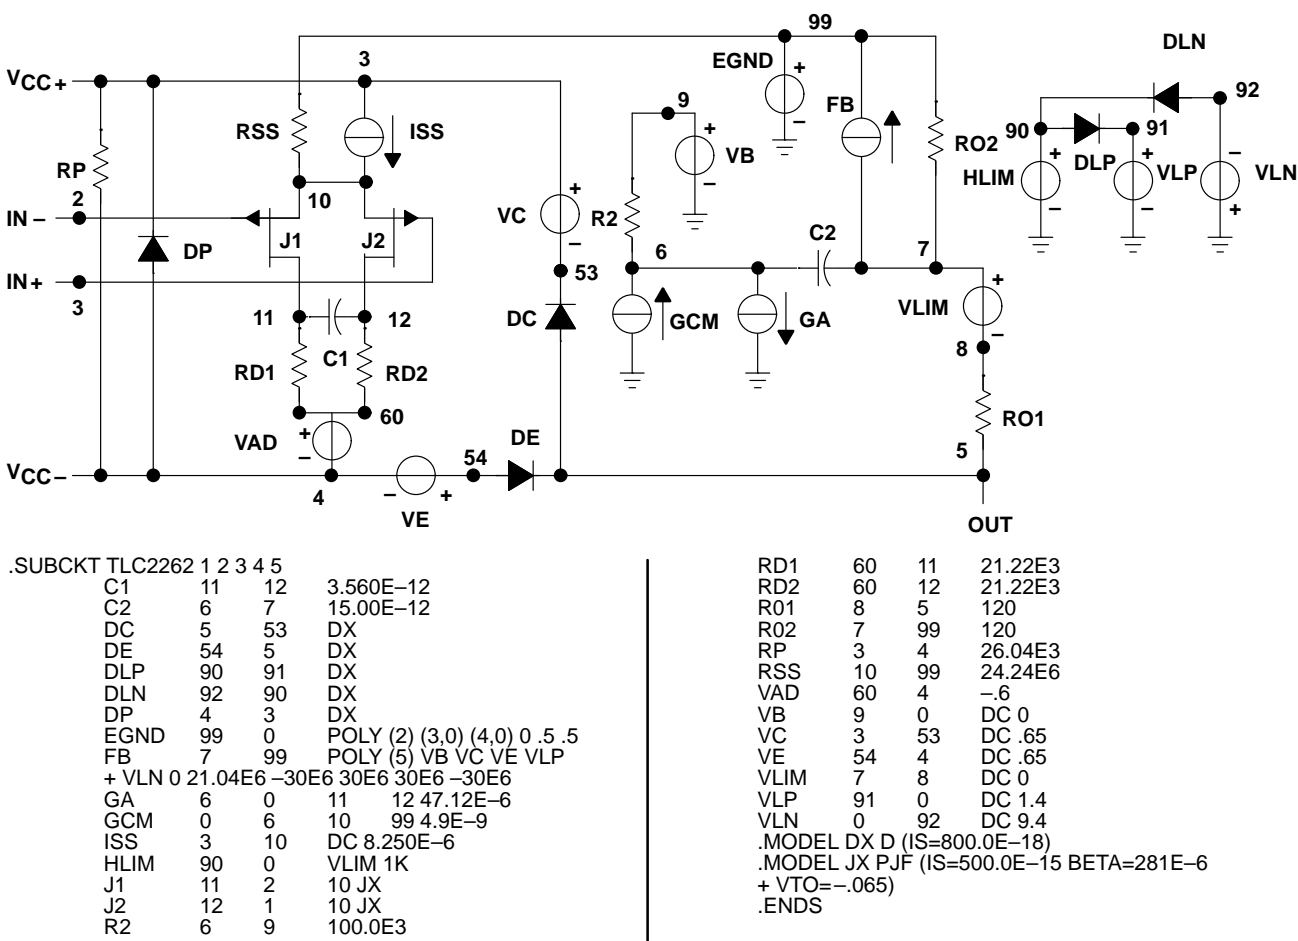 99
DLN
EGND
+
–
VCC+
3
9
FB
92
RSS
ISS
+
VB
–
90
91
RO2
DLP
+
–
+
–
–
+
HLIM
VLP
VLN
RP
2
10
IN –
VC
+
–
R2
C2
J1
J2
6
7
DP
53
IN+
3
+
VLIM
–
11
12
DC
GCM
GA
C1
8
RD1
RD2
RO1
60
VAD
+
–
DE
54
5
VCC–
4
–
+
VE
OUT
.SUBCKT TLC2262 1 2 3 4 5
C1 11 12 3.560E–12
C2 6 7 15.00E–12
DC 5 53 DX
DE 54 5 DX
DLP 90 91 DX
DLN 92 90 DX
DP 4 3 DX
EGND 99 0 POLY (2) (3,0) (4,0) 0 .5 .5
FB 7 99 POLY (5) VB VC VE VLP
+ VLN 0 21.04E6 –30E6 30E6 30E6 –30E6
GA 6 0 11 12 47.12E–6
GCM 0 6 10 99 4.9E–9
ISS 3 10 DC 8.250E–6
HLIM 90 0 VLIM 1K
J1 11 2 10 JX
J2 12 1 10 JX
R2 6 9 100.0E3
RD1 60 11 21.22E3
RD2 60 12 21.22E3
R01 8 5 120
R02 7 99 120
RP 3 4 26.04E3
RSS 10 99 24.24E6
VAD 60 4 –.6
VB 9 0 DC 0
VC 3 53 DC .65
VE 54 4 DC .65
VLIM 7 8 DC 0
VLP 91 0 DC 1.4
VLN 0 92 DC 9.4
.MODEL DX D (IS=800.0E–18)
.MODEL JX PJF (IS=500.0E–15 BETA=281E–6
+ VTO=–.065)
.ENDS